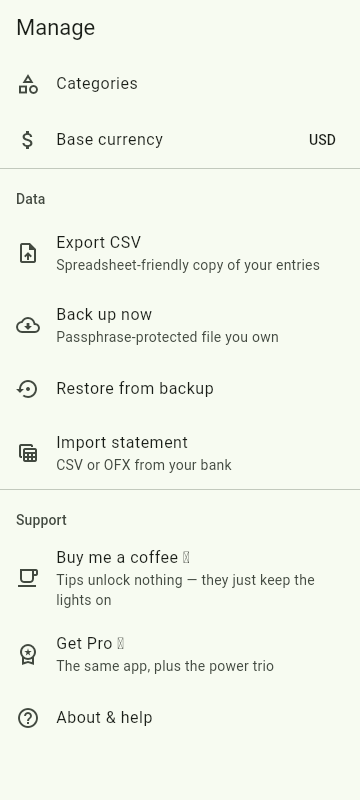 Manage
Categories
Base currency USD
Data
Export CSV
Spreadsheet-friendly copy of your entries
Back up now
Passphrase-protected file you own
Restore from backup
Import statement
CSV or OFX from your bank
Support
Buy me a coffee
Tips unlock nothing — they just keep the
lights on
Get Pro
The same app, plus the power trio
About & help